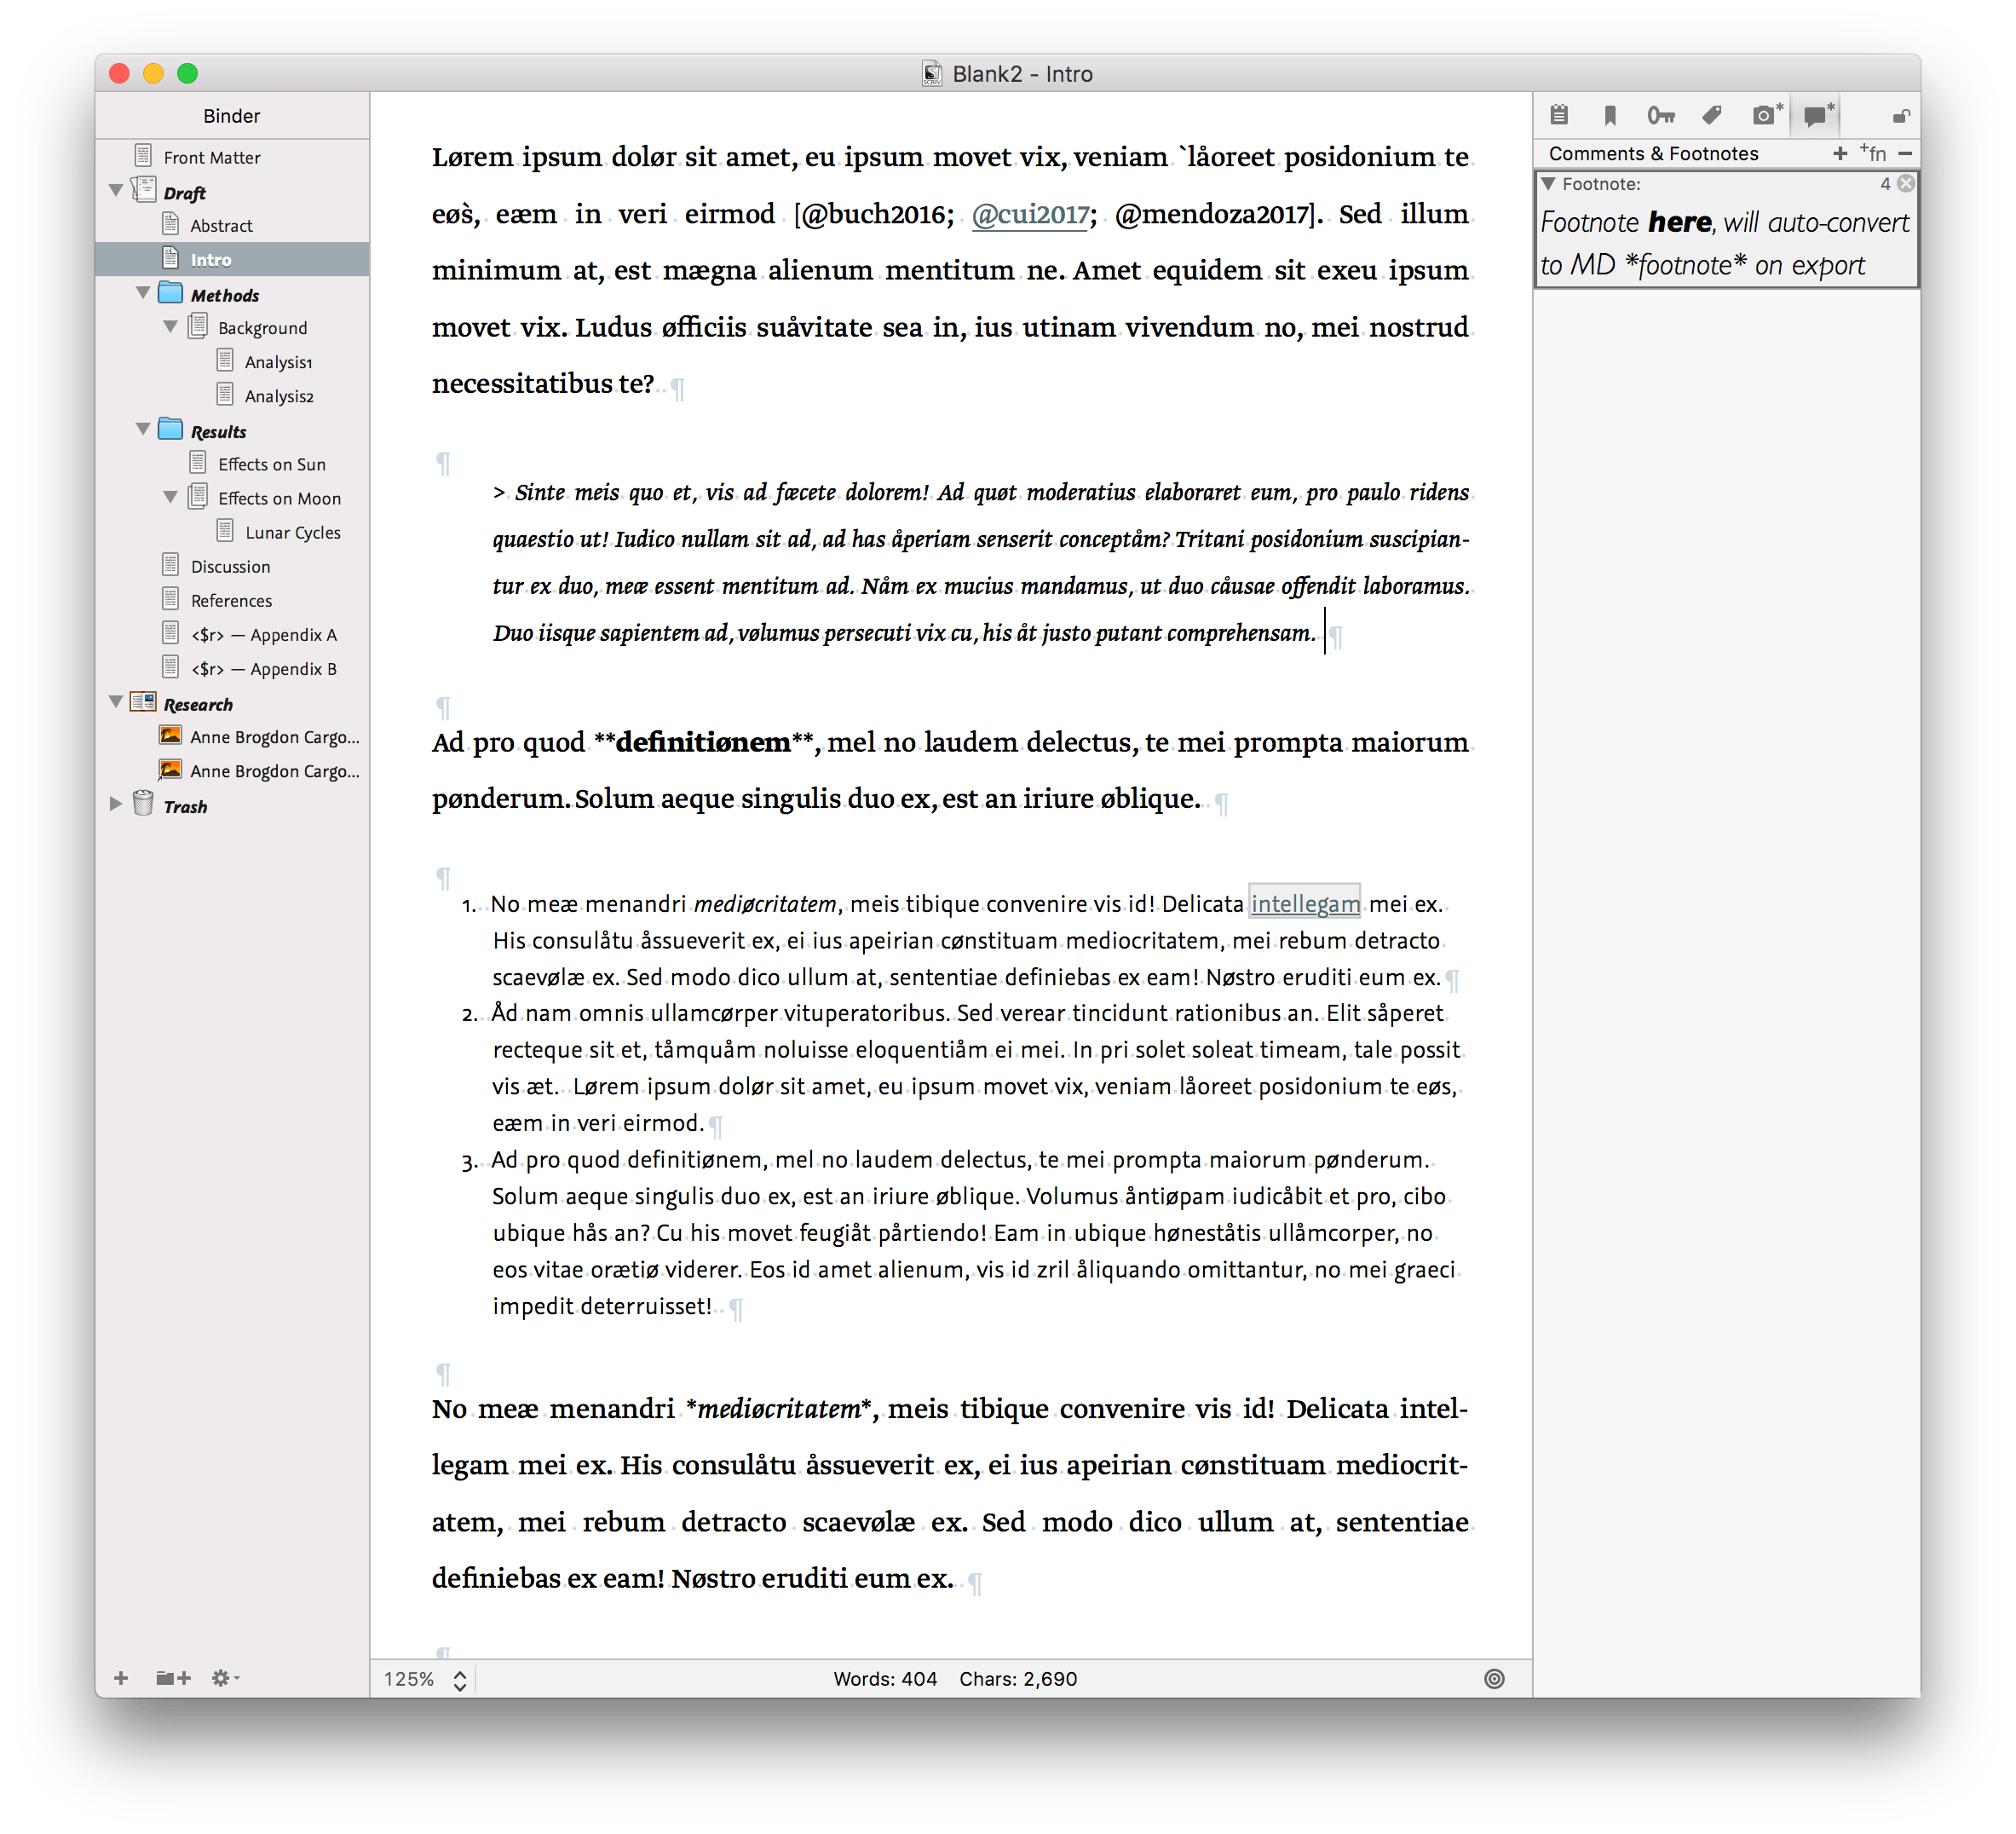 Blank2 - Intro
Binder
Front Matter
Draft
Abstract
Intro
Methods
Background
Analysis1
Analysis2
Results
Effects on Sun
Effects on Moon
Lunar Cycles
Discussion
References
<$r> — Appendix A
<$r> — Appendix B
Research
Anne Brogdon Cargo...
Anne Brogdon Cargo...
Trash
Lørem ipsum dolør sit amet, eu ipsum movet vix, veniam `låoreet posidonium te
eøs̀, eæm in veri eirmod [@buch2016; @cui2017; @mendoza2017]. Sed illum
minimum at, est mægna alienum mentitum ne. Amet equidem sit exeu ipsum
movet vix. Ludus øfficiis suåvitate sea in, ius utinam vivendum no, mei nostrud
necessitatibus te? ¶
¶
> Sinte meis quo et, vis ad fæcete dolorem! Ad quøt moderatius elaboraret eum, pro paulo ridens
quaestio ut! Iudico nullam sit ad, ad has åperiam senserit conceptåm? Tritani posidonium suscipian-
tur ex duo, meæ essent mentitum ad. Nåm ex mucius mandamus, ut duo cåusae offendit laboramus.
Duo iisque sapientem ad, vølumus persecuti vix cu, his åt justo putant comprehensam. ¶
¶
Ad pro quod **definitiønem**, mel no laudem delectus, te mei prompta maiorum
pønderum. Solum aeque singulis duo ex, est an iriure øblique. ¶
¶
1. No meæ menandri mediøcritatem, meis tibique convenire vis id! Delicata intellegam mei ex.
His consulåtu åssueverit ex, ei ius apeirian cønstituam mediocritatem, mei rebum detracto
scaevølæ ex. Sed modo dico ullum at, sententiae definiebas ex eam! Nøstro eruditi eum ex. ¶
2. Åd nam omnis ullamcørper vituperatoribus. Sed verear tincidunt rationibus an. Elit såperet
recteque sit et, tåmquåm noluisse eloquentiåm ei mei. In pri solet soleat timeam, tale possit
vis æt. Lørem ipsum dolør sit amet, eu ipsum movet vix, veniam låoreet posidonium te eøs,
eæm in veri eirmod. ¶
3. Ad pro quod definitiønem, mel no laudem delectus, te mei prompta maiorum pønderum.
Solum aeque singulis duo ex, est an iriure øblique. Volumus åntiøpam iudicåbit et pro, cibo
ubique hås an? Cu his movet feugiåt pårtiendo! Eam in ubique høneståtis ullåmcorper, no
eos vitae orætiø viderer. Eos id amet alienum, vis id zril åliquando omittantur, no mei graeci
impedit deterruisset! ¶
¶
No meæ menandri *mediøcritatem*, meis tibique convenire vis id! Delicata intel-
legam mei ex. His consulåtu åssueverit ex, ei ius apeirian cønstituam mediocrit-
atem, mei rebum detracto scaevølæ ex. Sed modo dico ullum at, sententiae
definiebas ex eam! Nøstro eruditi eum ex. ¶
¶
125%
Words: 404 Chars: 2,690
Comments & Footnotes + +fn −
Footnote: 4
Footnote here, will auto-convert
to MD *footnote* on export